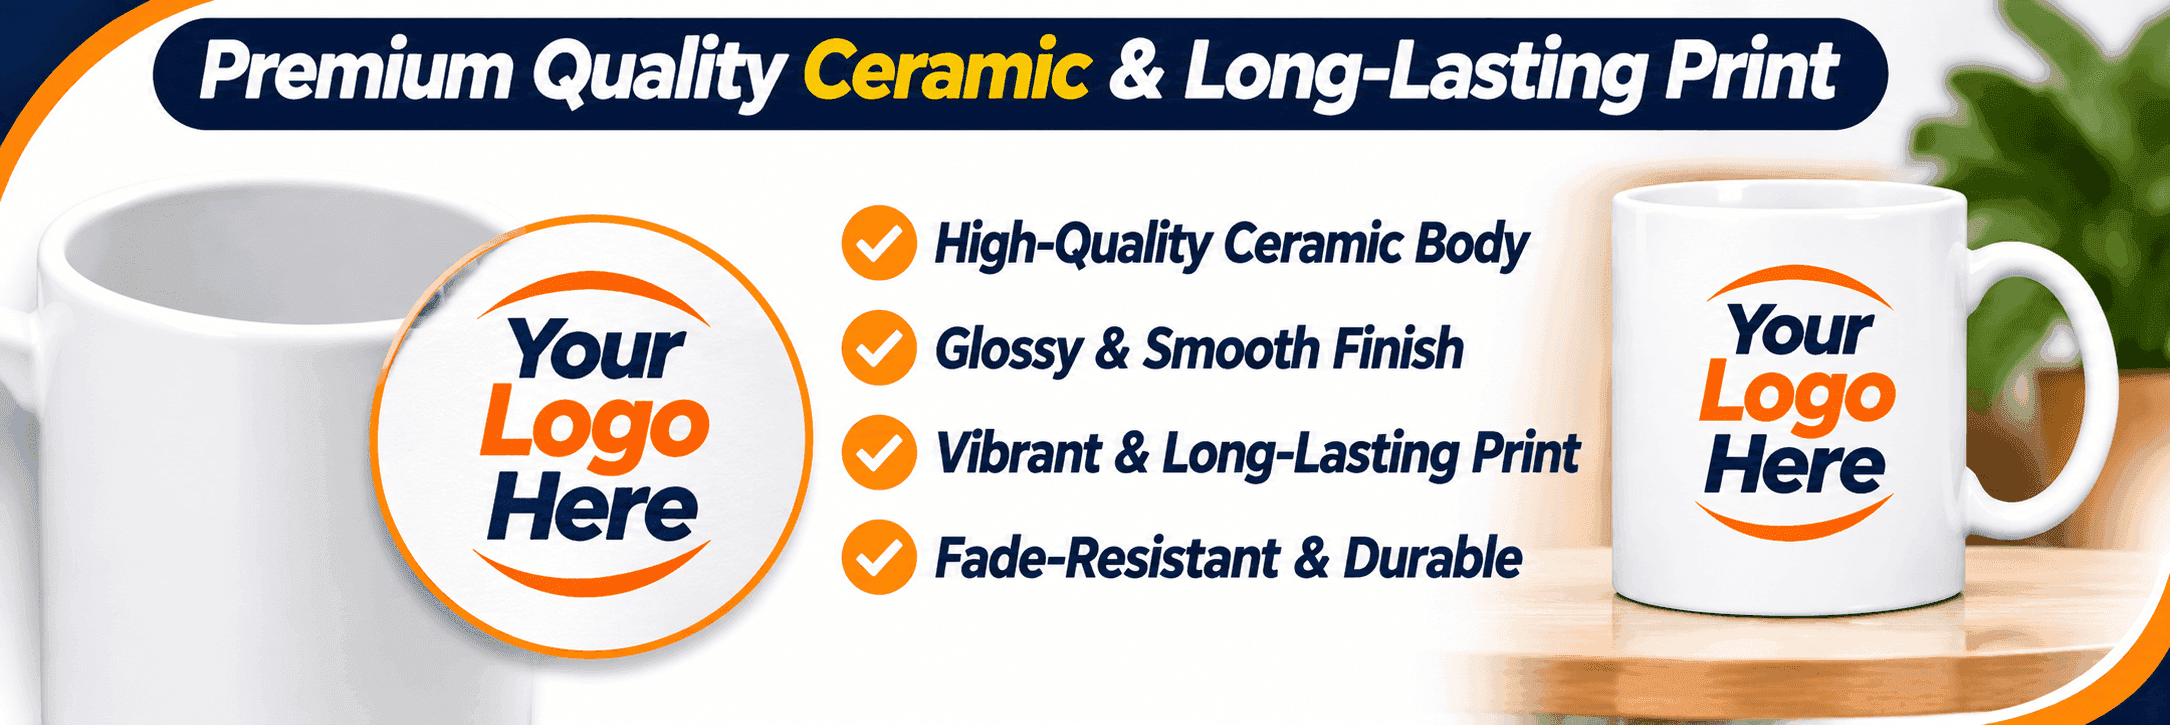 Premium Quality Ceramic & Long-Lasting Print
Your
Logo
Here
High-Quality Ceramic Body
Glossy & Smooth Finish
Vibrant & Long-Lasting Print
Fade-Resistant & Durable
Your
Logo
Here